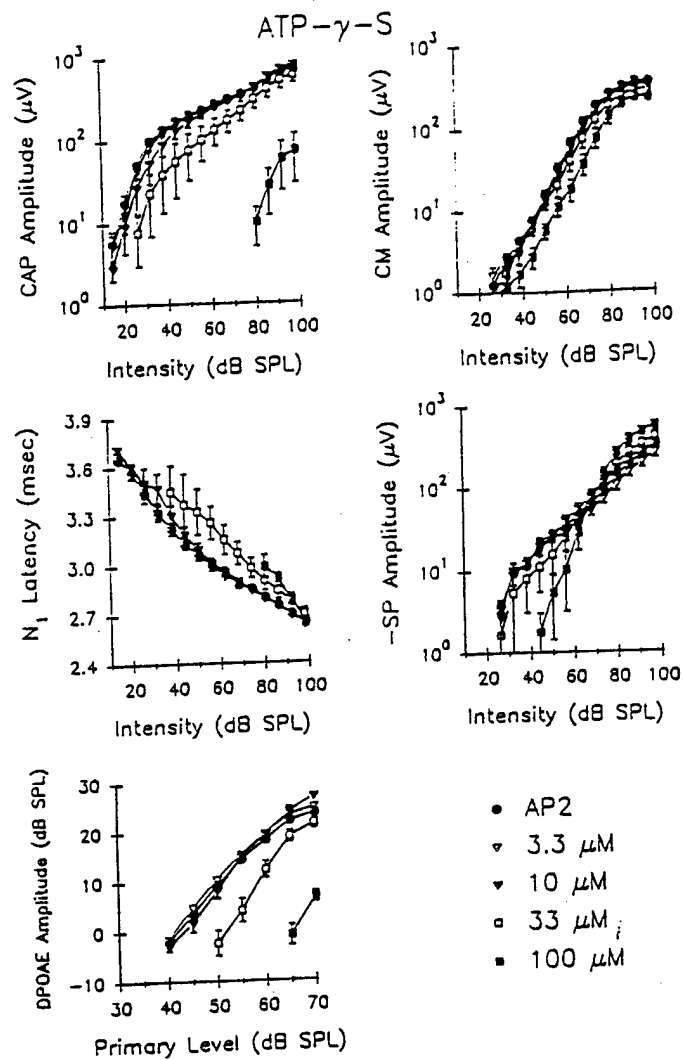 ATP-γ-S
10³
10²
10¹
10⁰
CAP Amplitude (μV)
20 40 60 80 100
Intensity (dB SPL)
10³
10²
10¹
10⁰
CM Amplitude (μV)
20 40 60 80 100
Intensity (dB SPL)
3.9
3.6
3.3
3.0
2.7
2.4
N₁ Latency (msec)
20 40 60 80 100
Intensity (dB SPL)
10³
10²
10¹
10⁰
-SP Amplitude (μV)
20 40 60 80 100
Intensity (dB SPL)
30
20
10
0
-10
DPOAE Amplitude (dB SPL)
30 40 50 60 70
Primary Level (dB SPL)
AP2
3.3 μM
10 μM
33 μM
100 μM